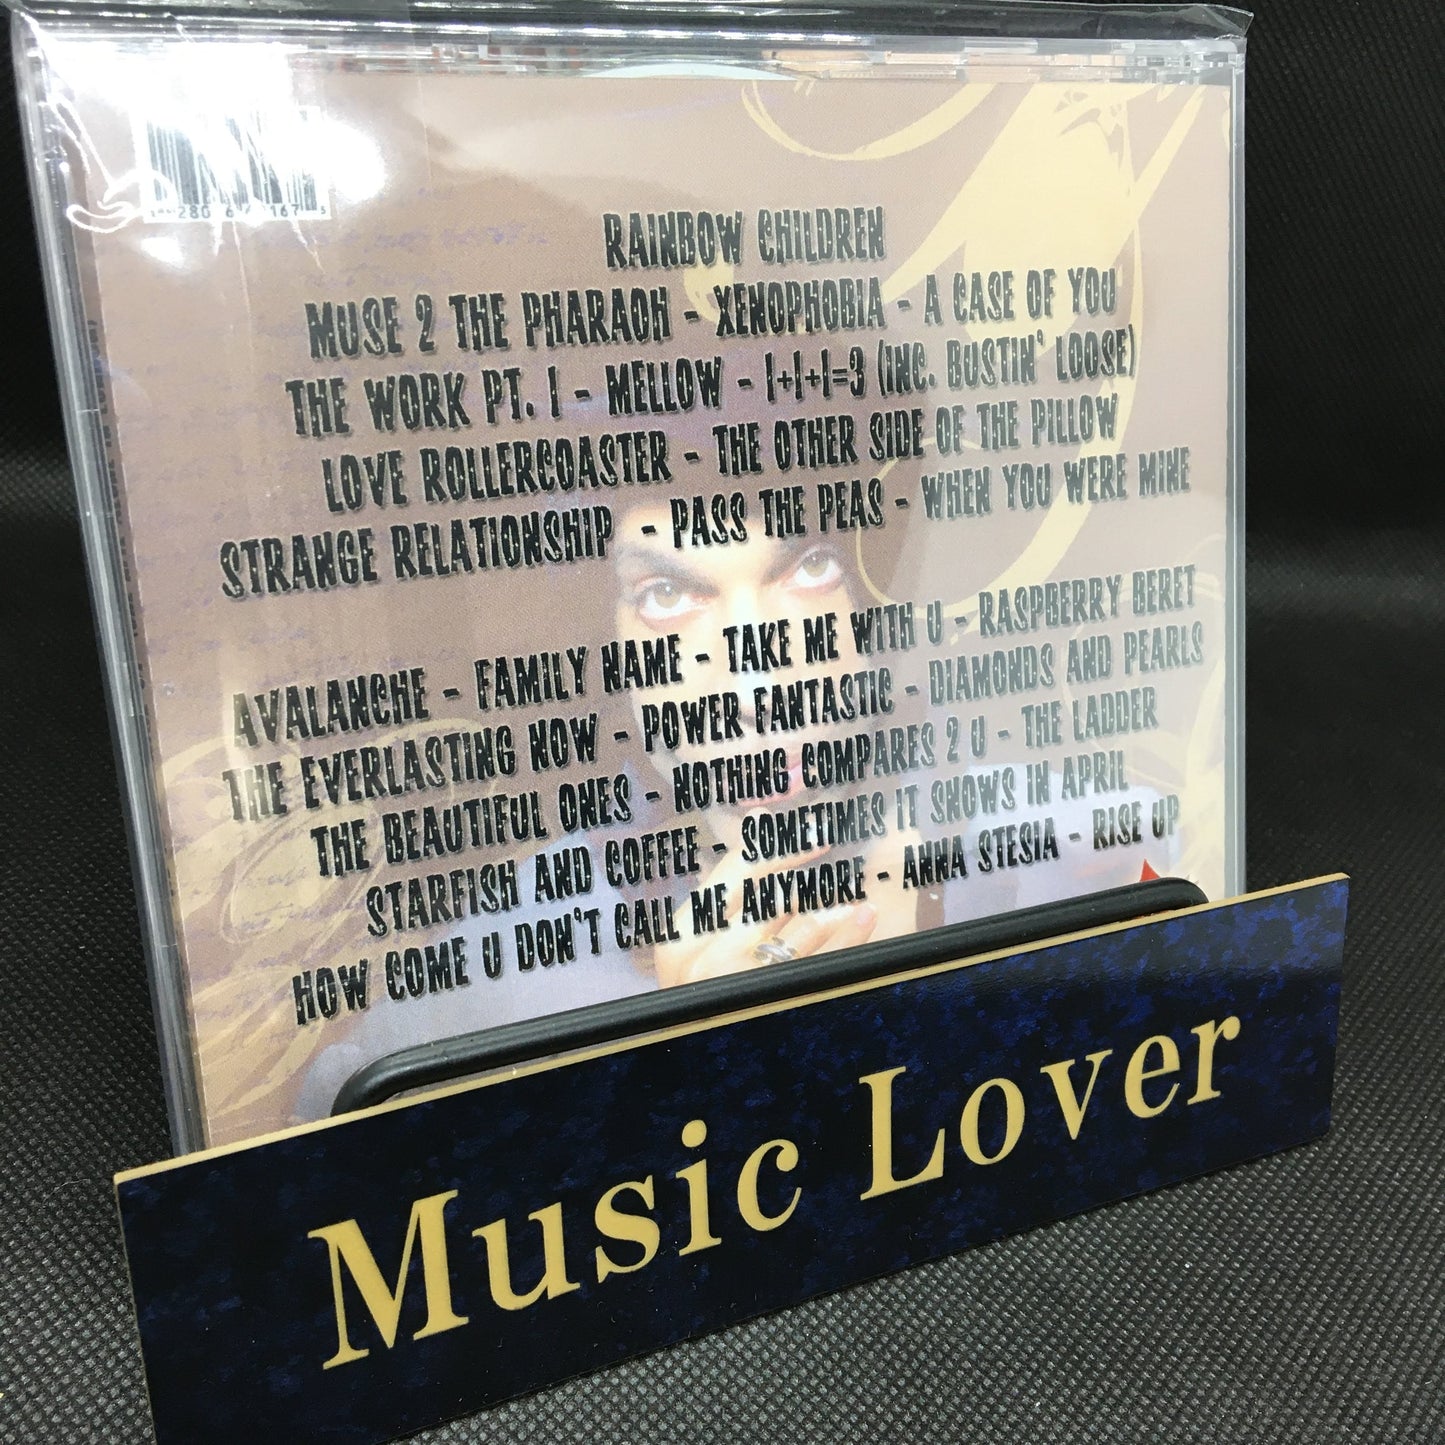 RAINBOW CHILDREN
MUSE 2 THE PHARAOH - XENOPHOBIA - A CASE OF YOU
THE WORK PT. 1 - MELLOW - 1+1+1=3 (INC. BUSTIN' LOOSE)
LOVE ROLLERCOASTER - THE OTHER SIDE OF THE PILLOW
STRANGE RELATIONSHIP - PASS THE PEAS - WHEN YOU WERE MINE
AVALANCHE - FAMILY NAME - TAKE ME WITH U - RASPBERRY BERET
THE EVERLASTING NOW - POWER FANTASTIC - DIAMONDS AND PEARLS
THE BEAUTIFUL ONES - NOTHING COMPARES 2 U - THE LADDER
STARFISH AND COFFEE - SOMETIMES IT SNOWS IN APRIL
HOW COME U DON'T CALL ME ANYMORE - ANNA STESIA - RISE UP
Music Lover